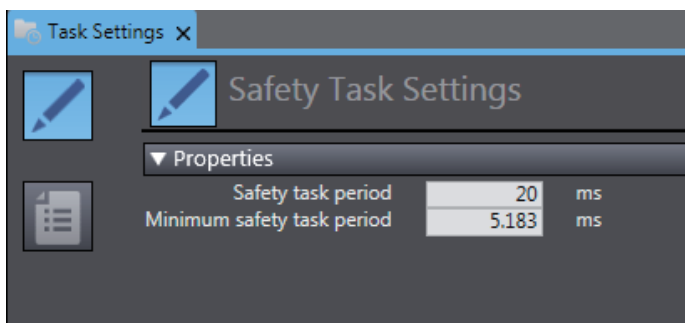 Task Settings
Safety Task Settings
Properties
Safety task period 20 ms
Minimum safety task period 5.183 ms